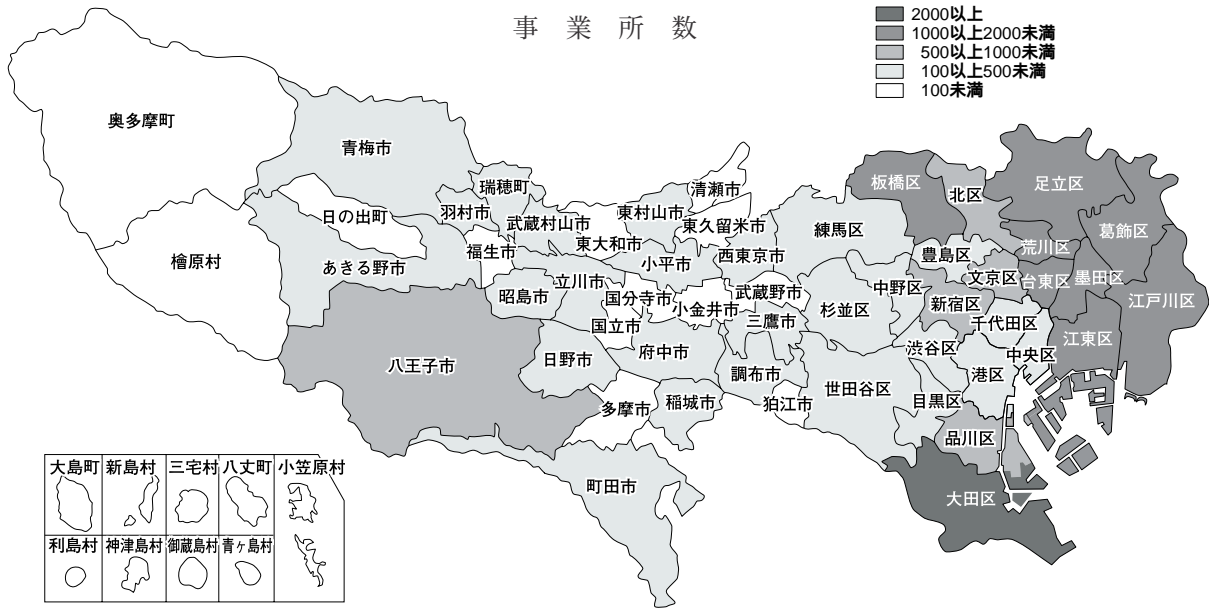 事業所数
2000以上
1000以上2000未満
500以上1000未満
100以上500未満
100未満
奥多摩町
青梅市
瑞穂町
清瀬市
板橋区
北区
足立区
日の出町
羽村市
武蔵村山市
東村山市
東久留米市
練馬区
葛飾区
檜原村
あきる野市
福生市
東大和市
小平市
西東京市
豊島区
荒川区
文京区
台東区
墨田区
江戸川区
昭島市
立川市
国分寺市
小金井市
武蔵野市
杉並区
中野区
新宿区
千代田区
国立市
三鷹市
渋谷区
中央区
江東区
八王子市
日野市
府中市
調布市
世田谷区
目黒区
港区
多摩市
稲城市
狛江市
品川区
町田市
大田区
大島町
新島村
三宅村
八丈町
小笠原村
利島村
神津島村
御蔵島村
青ヶ島村